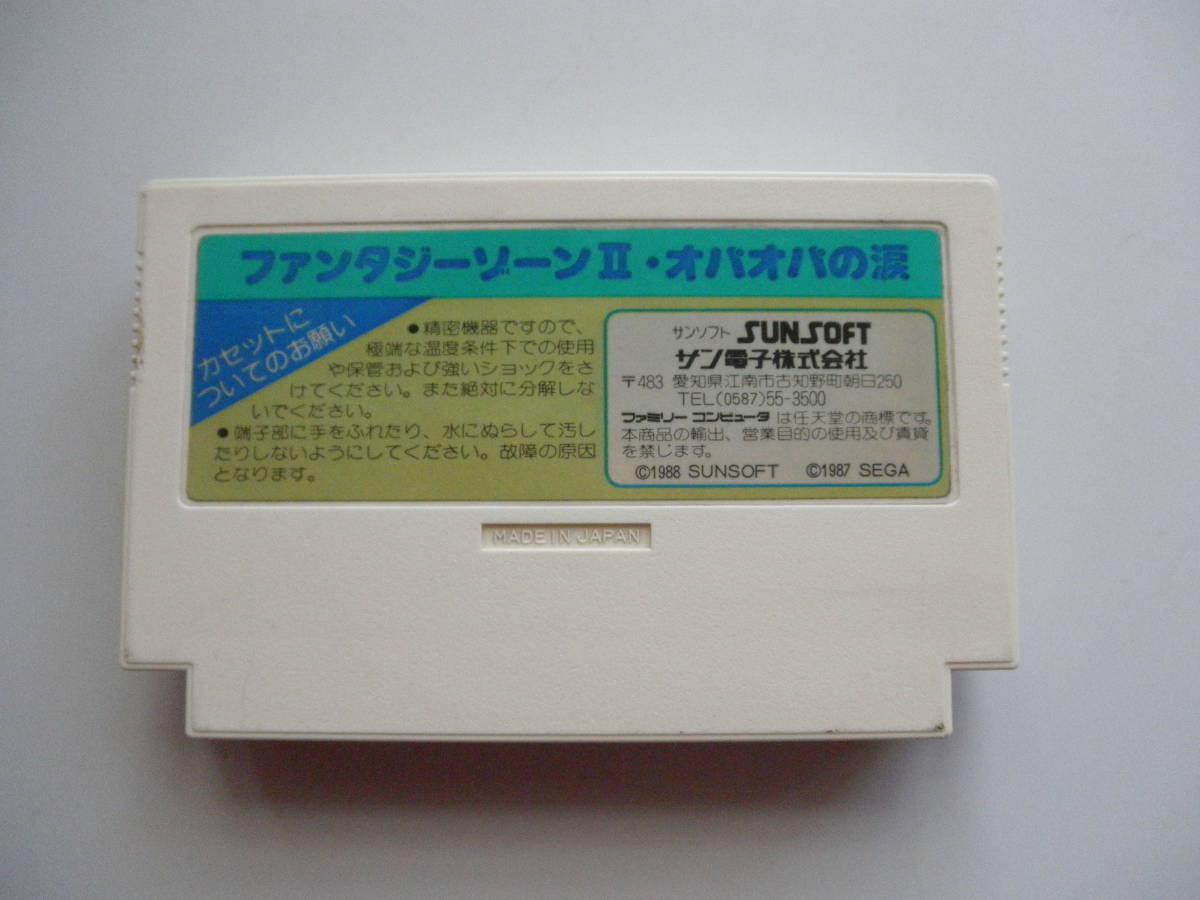 ファンタジーゾーンⅡ・オパオパの涙
カセットに
ついてのお願い
●精密機器ですので、
極端な温度条件下での使用
や保管および強いショックをさ
けてください。また絶対に分解しな
いでください。
●端子部に手をふれたり、水にぬらして汚し
たりしないようにしてください。故障の原因
となります。
サンソフト SUNSOFT
サン電子株式会社
〒483 愛知県江南市古知野町朝日250
TEL(0587)55-3500
ファミリーコンピュータは任天堂の商標です。
本商品の輸出、営業目的の使用及び賃貸
を禁じます。
©1988 SUNSOFT ©1987 SEGA
MADE IN JAPAN